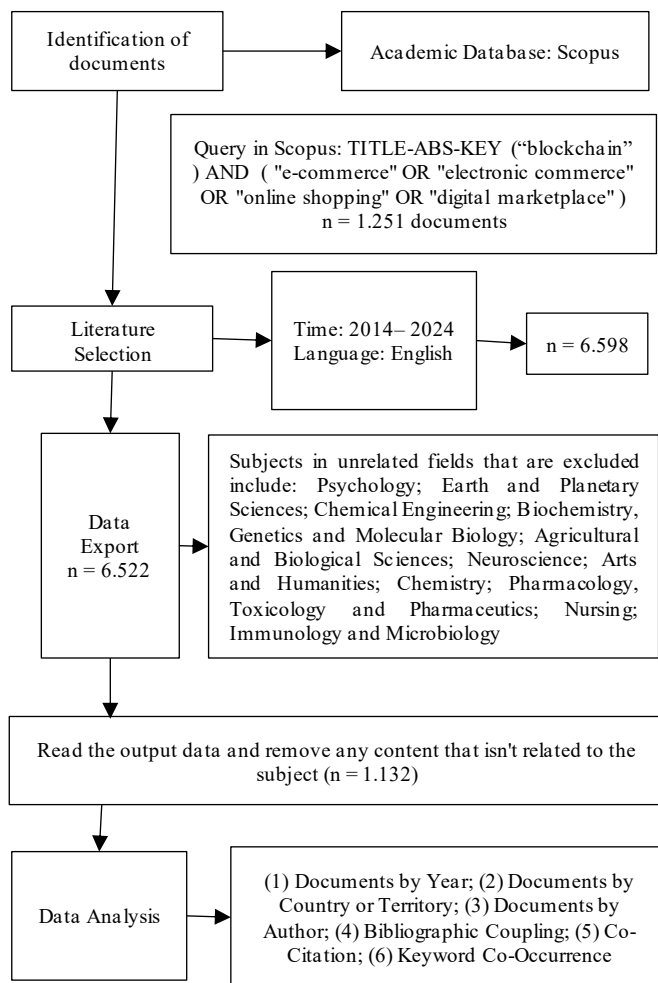 Identification of
documents
Academic Database: Scopus
Query in Scopus: TITLE-ABS-KEY (“blockchain”
) AND ( "e-commerce" OR "electronic commerce"
OR "online shopping" OR "digital marketplace" )
n = 1.251 documents
Literature
Selection
Time: 2014– 2024
Language: English
n = 6.598
Data
Export
n = 6.522
Subjects in unrelated fields that are excluded
include: Psychology; Earth and Planetary
Sciences; Chemical Engineering; Biochemistry,
Genetics and Molecular Biology; Agricultural
and Biological Sciences; Neuroscience; Arts
and Humanities; Chemistry; Pharmacology,
Toxicology and Pharmaceutics; Nursing;
Immunology and Microbiology
Read the output data and remove any content that isn't related to the
subject (n = 1.132)
Data Analysis
(1) Documents by Year; (2) Documents by
Country or Territory; (3) Documents by
Author; (4) Bibliographic Coupling; (5) Co-
Citation; (6) Keyword Co-Occurrence